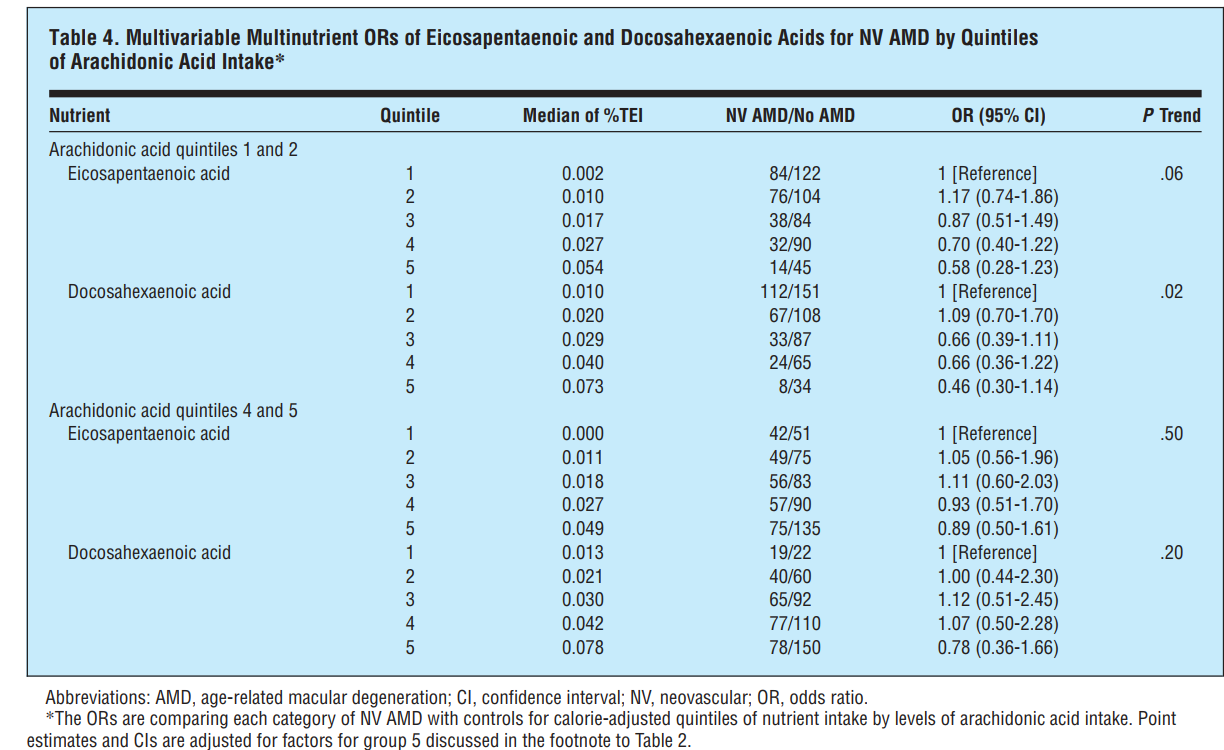 Table 4. Multivariable Multinutrient ORs of Eicosapentaenoic and Docosahexaenoic Acids for NV AMD by Quintiles
of Arachidonic Acid Intake*
Nutrient Quintile Median of %TEI NV AMD/No AMD OR (95% CI) P Trend
Arachidonic acid quintiles 1 and 2
Eicosapentaenoic acid 1 0.002 84/122 1 [Reference] .06
2 0.010 76/104 1.17 (0.74-1.86)
3 0.017 38/84 0.87 (0.51-1.49)
4 0.027 32/90 0.70 (0.40-1.22)
5 0.054 14/45 0.58 (0.28-1.23)
Docosahexaenoic acid 1 0.010 112/151 1 [Reference] .02
2 0.020 67/108 1.09 (0.70-1.70)
3 0.029 33/87 0.66 (0.39-1.11)
4 0.040 24/65 0.66 (0.36-1.22)
5 0.073 8/34 0.46 (0.30-1.14)
Arachidonic acid quintiles 4 and 5
Eicosapentaenoic acid 1 0.000 42/51 1 [Reference] .50
2 0.011 49/75 1.05 (0.56-1.96)
3 0.018 56/83 1.11 (0.60-2.03)
4 0.027 57/90 0.93 (0.51-1.70)
5 0.049 75/135 0.89 (0.50-1.61)
Docosahexaenoic acid 1 0.013 19/22 1 [Reference] .20
2 0.021 40/60 1.00 (0.44-2.30)
3 0.030 65/92 1.12 (0.51-2.45)
4 0.042 77/110 1.07 (0.50-2.28)
5 0.078 78/150 0.78 (0.36-1.66)
Abbreviations: AMD, age-related macular degeneration; CI, confidence interval; NV, neovascular; OR, odds ratio.
*The ORs are comparing each category of NV AMD with controls for calorie-adjusted quintiles of nutrient intake by levels of arachidonic acid intake. Point
estimates and CIs are adjusted for factors for group 5 discussed in the footnote to Table 2.